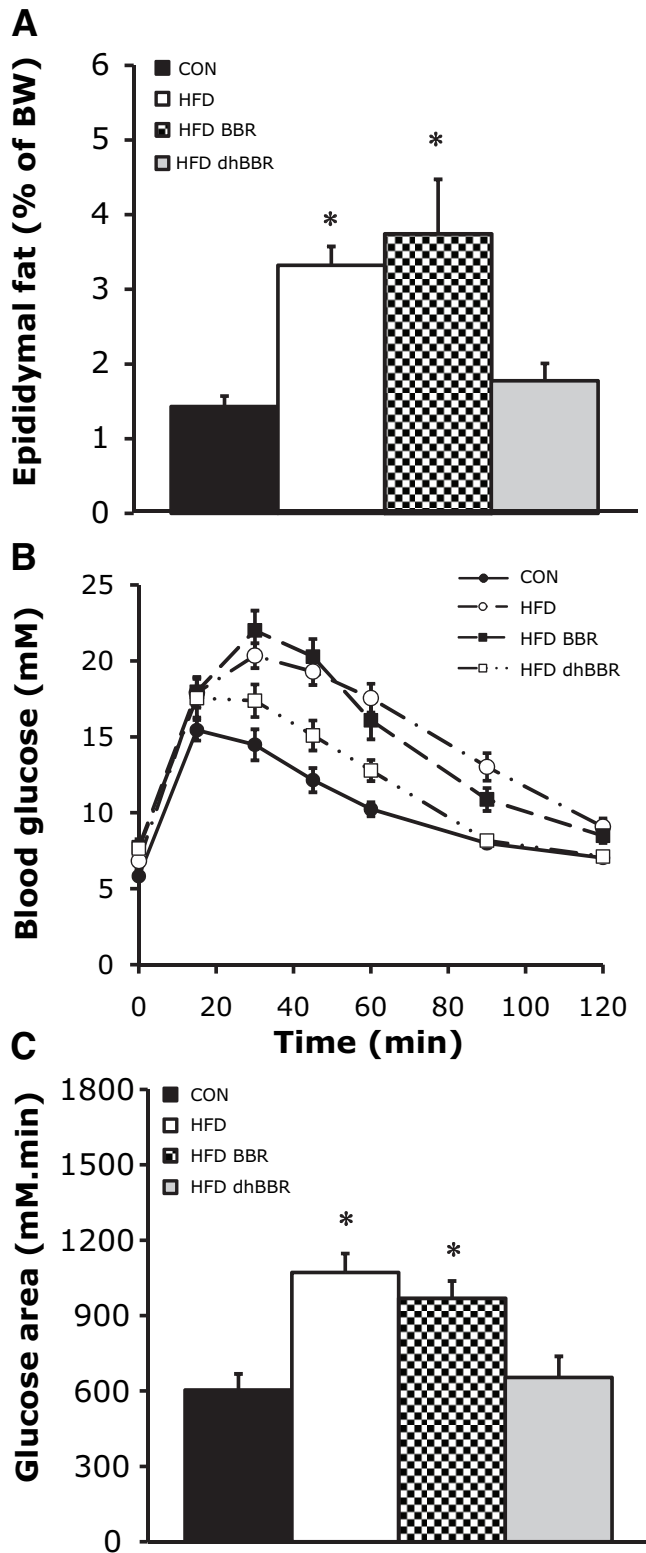 A
Epididymal fat (% of BW)
6
5
4
3
2
1
0
CON
HFD
HFD BBR
HFD dhBBR
*
*
B
Blood glucose (mM)
25
20
15
10
5
0
CON
HFD
HFD BBR
HFD dhBBR
0 20 40 60 80 100 120
Time (min)
C
Glucose area (mM.min)
1800
1500
1200
900
600
300
0
CON
HFD
HFD BBR
HFD dhBBR
*
*